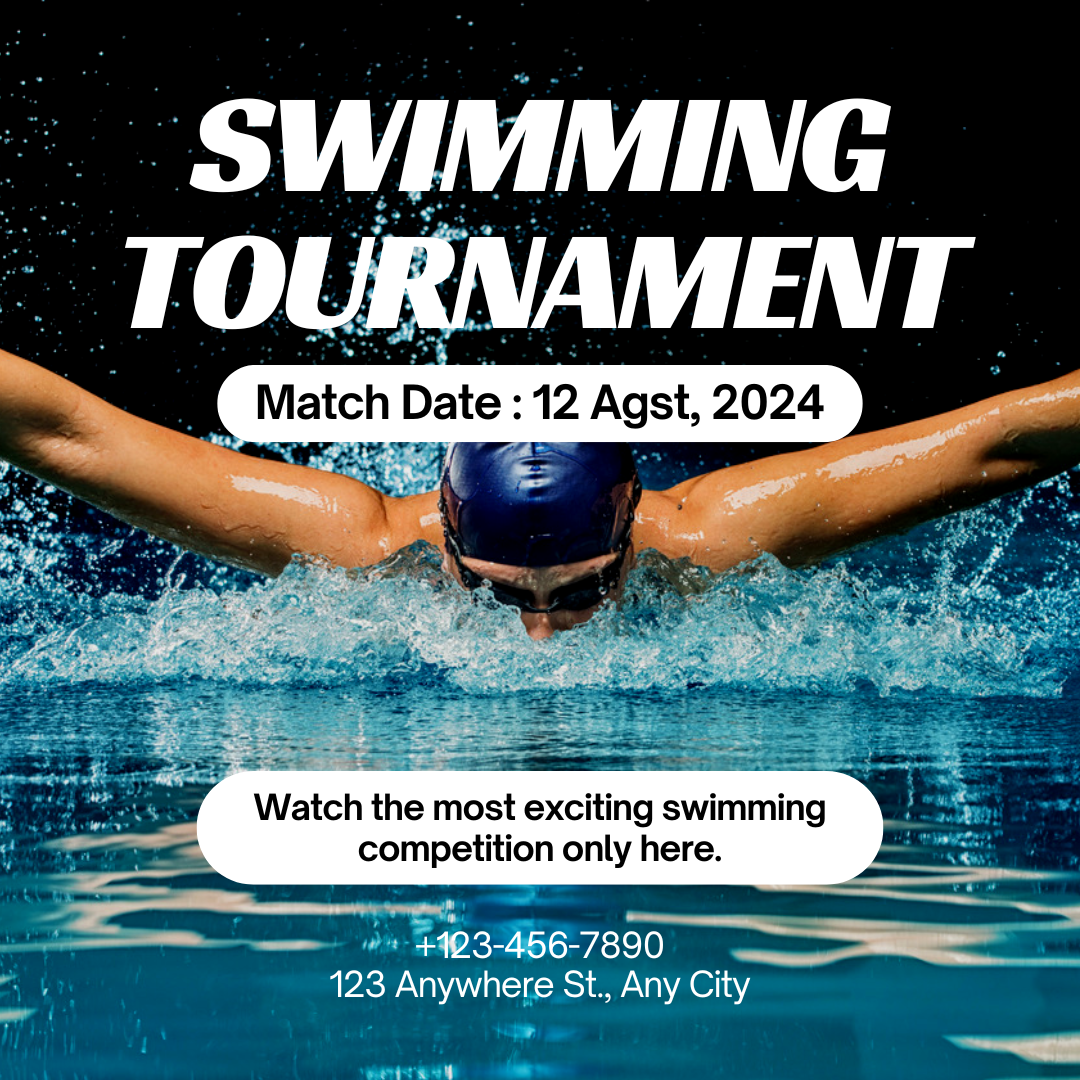 SWIMMING
TOURNAMENT
Match Date : 12 Agst, 2024
Watch the most exciting swimming
competition only here.
+123-456-7890
123 Anywhere St., Any City